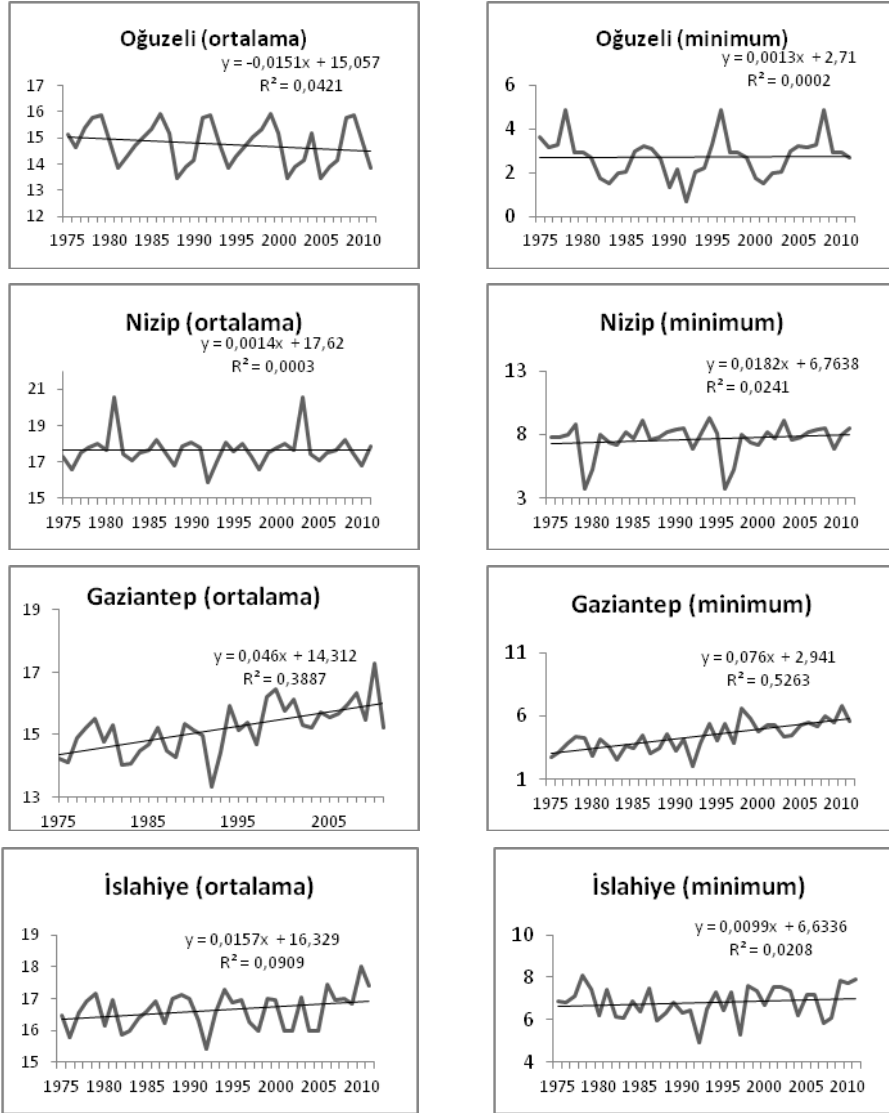 Oğuzeli (ortalama)
y = -0,0151x + 15,057
R² = 0,0421
17
16
15
14
13
12
1975 1980 1985 1990 1995 2000 2005 2010
Oğuzeli (minimum)
y = 0,0013x + 2,71
R² = 0,0002
6
4
2
0
1975 1980 1985 1990 1995 2000 2005 2010
Nizip (ortalama)
y = 0,0014x + 17,62
R² = 0,0003
21
19
17
15
1975 1980 1985 1990 1995 2000 2005 2010
Nizip (minimum)
y = 0,0182x + 6,7638
R² = 0,0241
13
8
3
1975 1980 1985 1990 1995 2000 2005 2010
Gaziantep (ortalama)
y = 0,046x + 14,312
R² = 0,3887
19
17
15
13
1975 1985 1995 2005
Gaziantep (minimum)
y = 0,076x + 2,941
R² = 0,5263
11
6
1
1975 1980 1985 1990 1995 2000 2005 2010
İslahiye (ortalama)
y = 0,0157x + 16,329
R² = 0,0909
19
18
17
16
15
1975 1980 1985 1990 1995 2000 2005 2010
İslahiye (minimum)
y = 0,0099x + 6,6336
R² = 0,0208
10
8
6
4
1975 1980 1985 1990 1995 2000 2005 2010